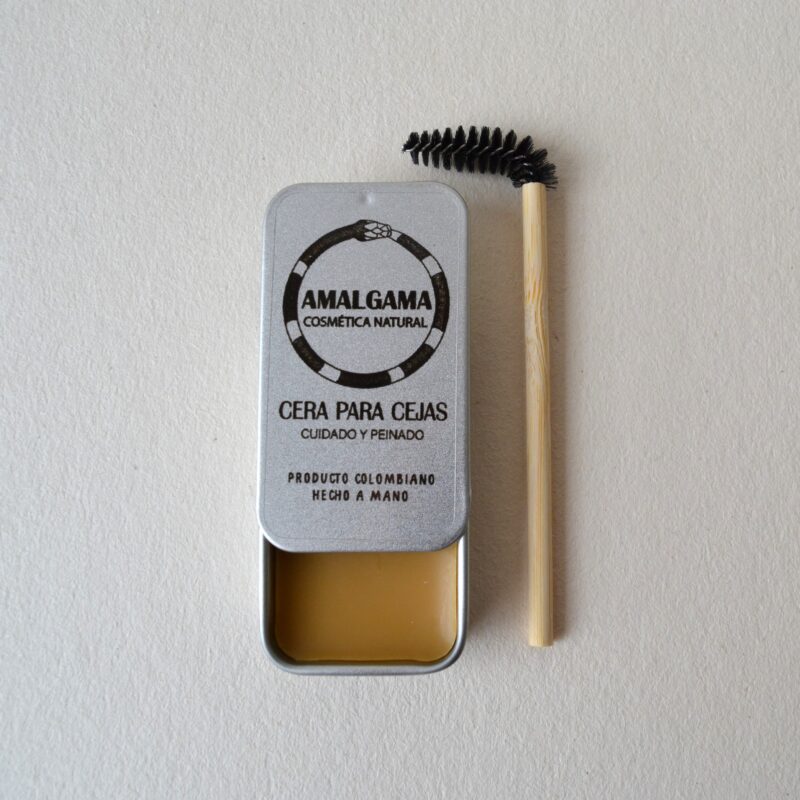 AMALGAMA
COSMÉTICA NATURAL
CERA PARA CEJAS
CUIDADO Y PEINADO
PRODUCTO COLOMBIANO
HECHO A MANO